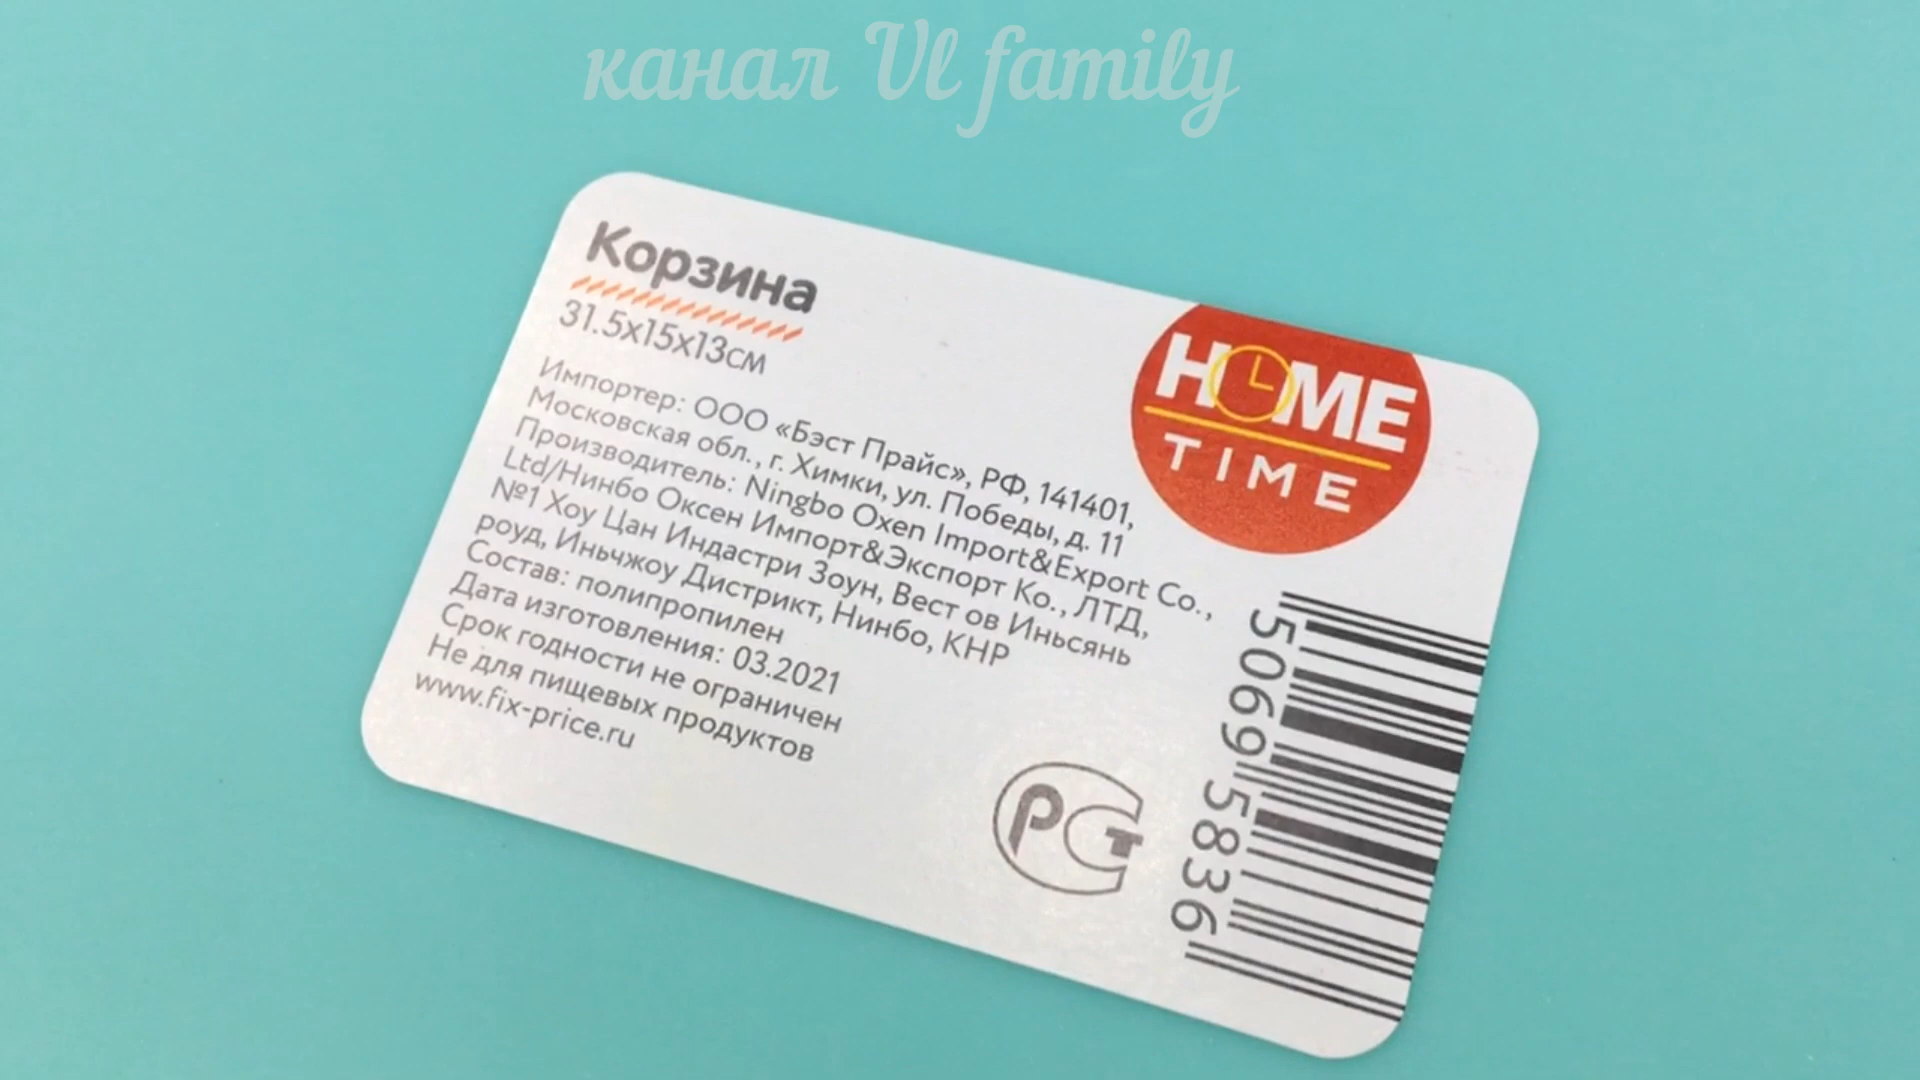 канал Vl family
Корзина
31.5х15х13см
Импортер: ООО «Бэст Прайс», РФ, 141401,
Московская обл., г. Химки, ул. Победы, д. 11
Производитель: Ningbo Oxen Import&Export Co.,
Ltd/Нинбо Оксен Импорт&Экспорт Ко., ЛТД,
№1 Хоу Цан Индастри Зоун, Вест ов Иньсянь
роуд, Иньчжоу Дистрикт, Нинбо, КНР
Состав: полипропилен
Дата изготовления: 03.2021
Срок годности не ограничен
Не для пищевых продуктов
www.fix-price.ru
HOME
TIME
РСТ
5069 5836